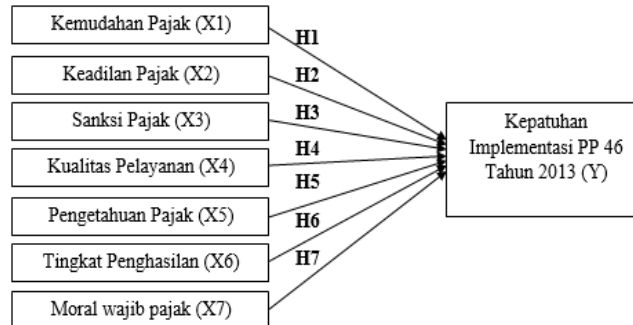 Kemudahan Pajak (X1)
H1
Keadilan Pajak (X2)
H2
Sanksi Pajak (X3)
H3
Kualitas Pelayanan (X4)
H4
Pengetahuan Pajak (X5)
H5
Tingkat Penghasilan (X6)
H6
Moral wajib pajak (X7)
H7
Kepatuhan
Implementasi PP 46
Tahun 2013 (Y)